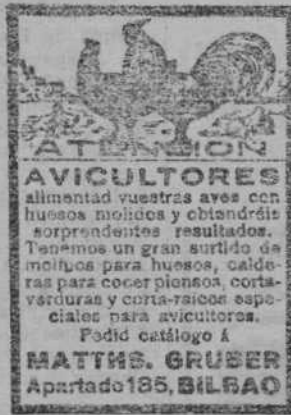 ATENCION
AVICULTORES
alimentad vuestras aves con
huesos molidos y obtendréis
sorprendentes resultados.
Tenemos un gran surtido de
molinos para huesos, calde-
ras para cocer piensos, corta-
verduras y corta-raíces espe-
ciales para avicultores.
Pedid catálogo á
MATTHS. GRUBER
Apartado 185, BILBAO